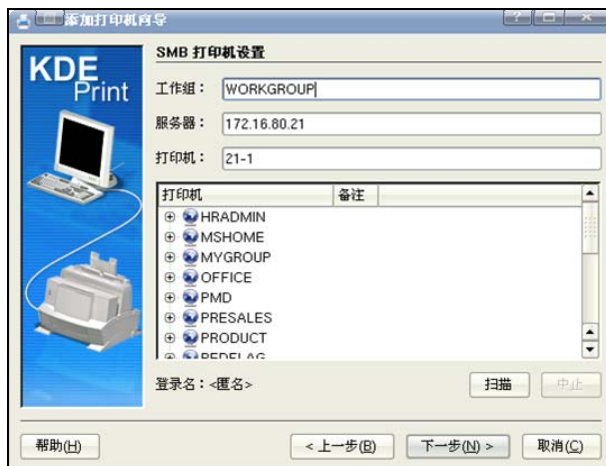 添加打印机向导
KDE
Print
SMB 打印机设置
工作组： WORKGROUP
服务器： 172.16.80.21
打印机： 21-1
打印机 备注
HRADMIN
MSHOME
MYGROUP
OFFICE
PMD
PRESALES
PRODUCT
REDFLAG
登录名：<匿名>
扫描 中止
帮助(H) < 上一步(B) 下一步(N) > 取消(C)